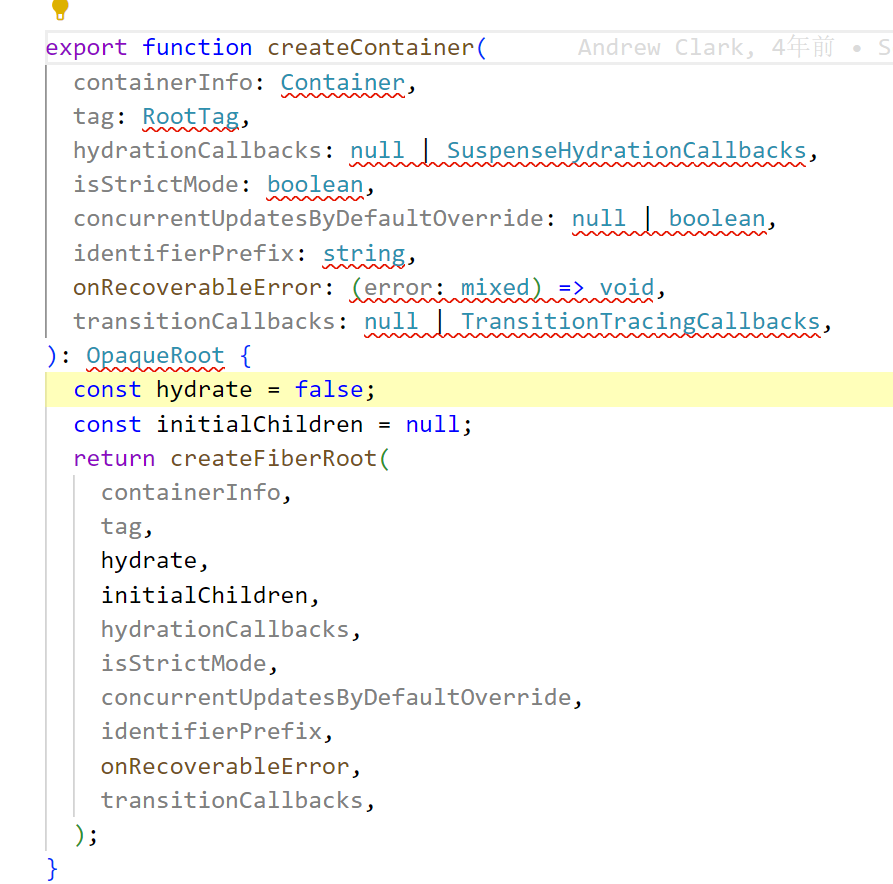 export function createContainer( Andrew Clark, 4年前 • S
  containerInfo: Container,
  tag: RootTag,
  hydrationCallbacks: null | SuspenseHydrationCallbacks,
  isStrictMode: boolean,
  concurrentUpdatesByDefaultOverride: null | boolean,
  identifierPrefix: string,
  onRecoverableError: (error: mixed) => void,
  transitionCallbacks: null | TransitionTracingCallbacks,
): OpaqueRoot {
  const hydrate = false;
  const initialChildren = null;
  return createFiberRoot(
    containerInfo,
    tag,
    hydrate,
    initialChildren,
    hydrationCallbacks,
    isStrictMode,
    concurrentUpdatesByDefaultOverride,
    identifierPrefix,
    onRecoverableError,
    transitionCallbacks,
  );
}